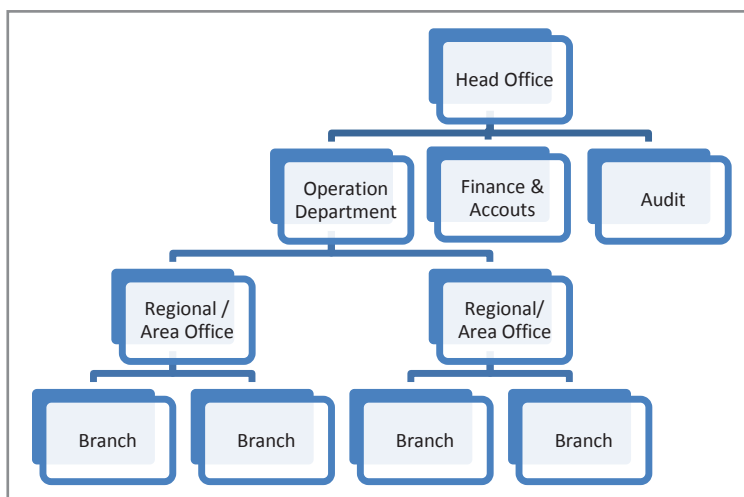 Head Office
Operation
Department
Finance &
Accouts
Audit
Regional /
Area Office
Regional/
Area Office
Branch
Branch
Branch
Branch